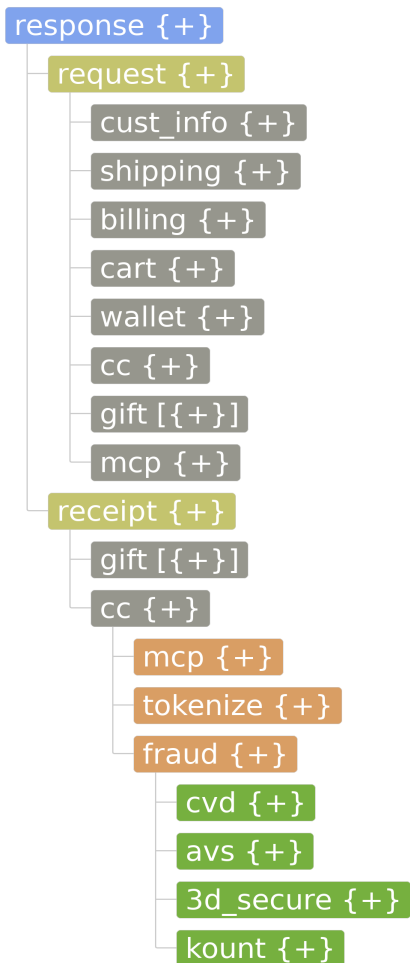 response {+}
request {+}
cust_info {+}
shipping {+}
billing {+}
cart {+}
wallet {+}
cc {+}
gift [{+}]
mcp {+}
receipt {+}
gift [{+}]
cc {+}
mcp {+}
tokenize {+}
fraud {+}
cvd {+}
avs {+}
3d_secure {+}
kount {+}